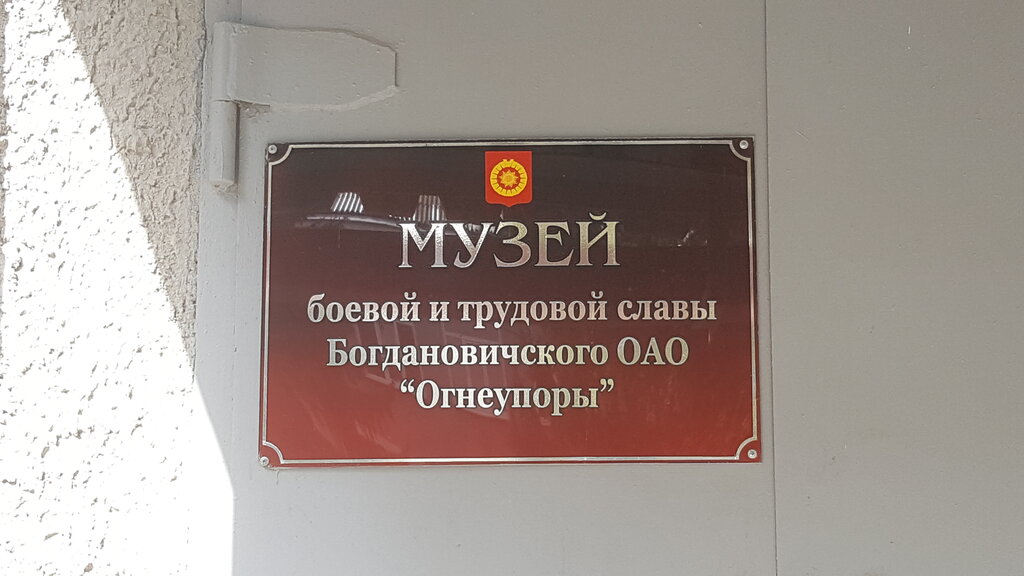 МУЗЕЙ
боевой и трудовой славы
Богдановичского ОАО
“Огнеупоры”